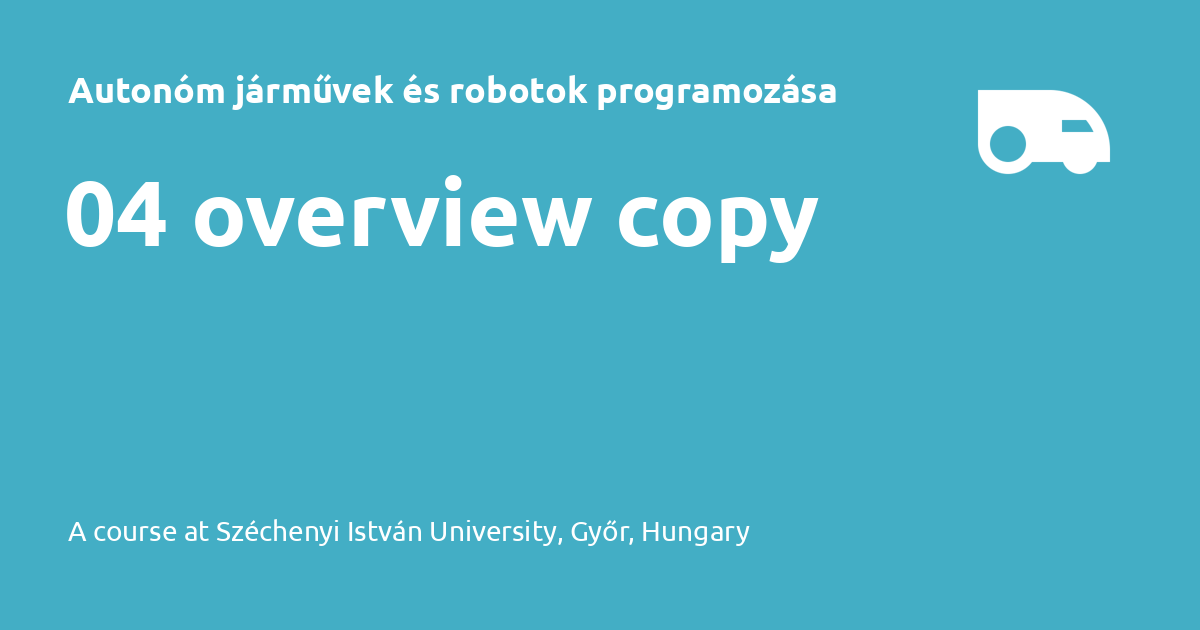 Autonóm járművek és robotok programozása
04 overview copy
A course at Széchenyi István University, Győr, Hungary